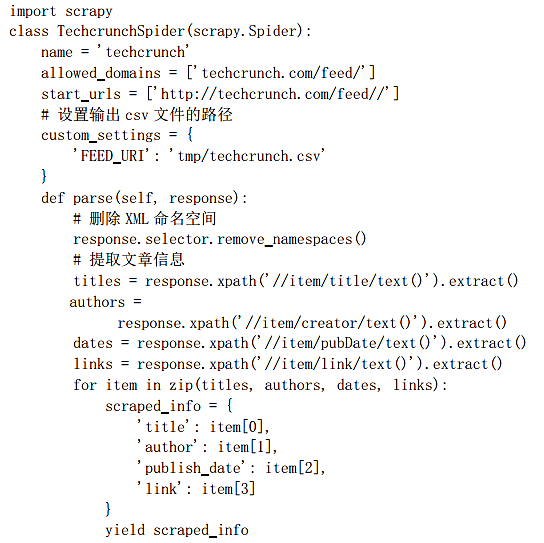 import scrapy
class TechcrunchSpider(scrapy.Spider):
    name = 'techcrunch'
    allowed_domains = ['techcrunch.com/feed/']
    start_urls = ['http://techcrunch.com/feed//']
    # 设置输出 csv 文件的路径
    custom_settings = {
        'FEED_URI': 'tmp/techcrunch.csv'
    }
    def parse(self, response):
        # 删除 XML 命名空间
        response.selector.remove_namespaces()
        # 提取文章信息
        titles = response.xpath('//item/title/text()').extract()
        authors =
              response.xpath('//item/creator/text()').extract()
        dates = response.xpath('//item/pubDate/text()').extract()
        links = response.xpath('//item/link/text()').extract()
        for item in zip(titles, authors, dates, links):
            scraped_info = {
                'title': item[0],
                'author': item[1],
                'publish_date': item[2],
                'link': item[3]
            }
            yield scraped_info